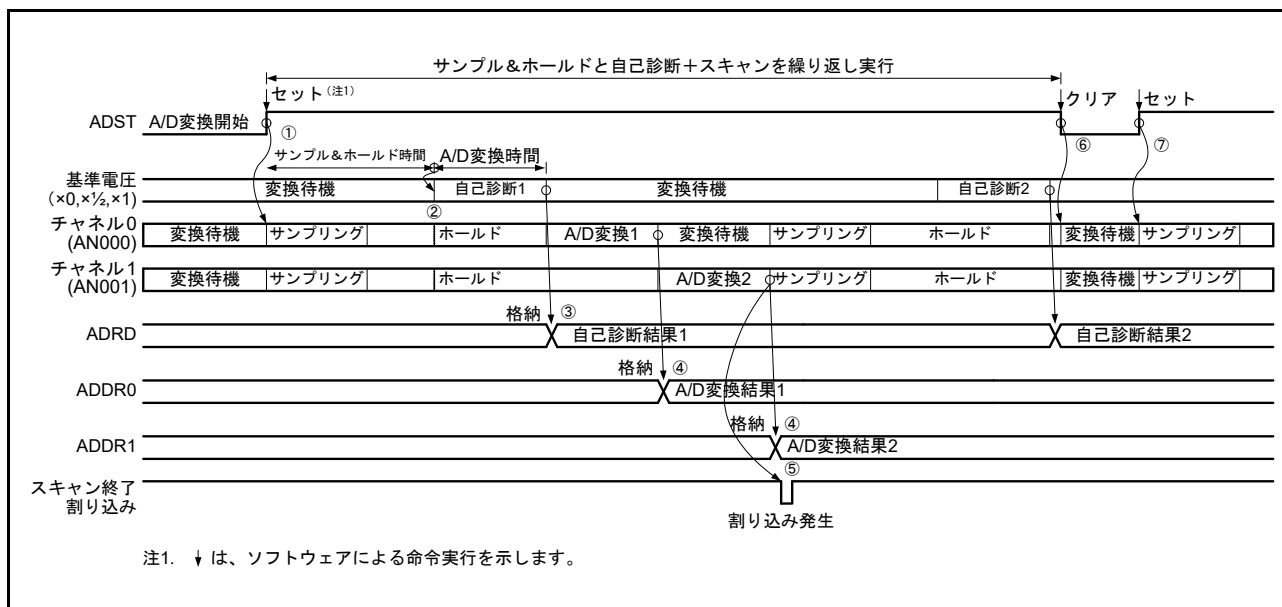 サンプル＆ホールドと自己診断＋スキャンを繰り返し実行
セット(注1) クリア セット
ADST A/D変換開始 ① ⑥ ⑦
サンプル＆ホールド時間 A/D変換時間
基準電圧
(×0,×½,×1)
変換待機 自己診断1 変換待機 自己診断2
②
チャネル0
(AN000)
変換待機 サンプリング ホールド A/D変換1 変換待機 サンプリング ホールド 変換待機 サンプリング
チャネル1
(AN001)
変換待機 サンプリング ホールド A/D変換2 サンプリング ホールド 変換待機 サンプリング
格納 ③
ADRD 自己診断結果1 自己診断結果2
格納 ④
ADDR0 A/D変換結果1
格納 ④
ADDR1 A/D変換結果2
⑤
スキャン終了
割り込み
割り込み発生
注1. ↓ は、ソフトウェアによる命令実行を示します。